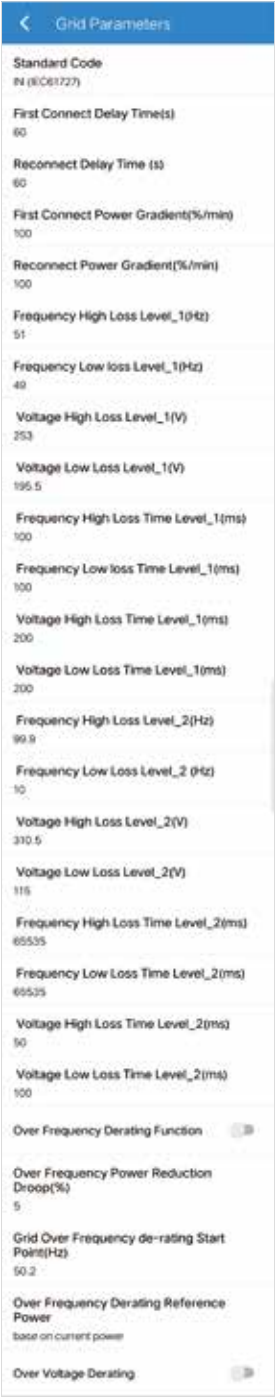 Grid Parameters
Standard Code
IN (IEC61727)
First Connect Delay Time(s)
60
Reconnect Delay Time (s)
60
First Connect Power Gradient(%/min)
100
Reconnect Power Gradient(%/min)
100
Frequency High Loss Level_1(Hz)
51
Frequency Low loss Level_1(Hz)
49
Voltage High Loss Level_1(V)
253
Voltage Low Loss Level_1(V)
195.5
Frequency High Loss Time Level_1(ms)
100
Frequency Low loss Time Level_1(ms)
100
Voltage High Loss Time Level_1(ms)
200
Voltage Low Loss Time Level_1(ms)
200
Frequency High Loss Level_2(Hz)
99.9
Frequency Low Loss Level_2 (Hz)
10
Voltage High Loss Level_2(V)
310.5
Voltage Low Loss Level_2(V)
115
Frequency High Loss Time Level_2(ms)
65535
Frequency Low Loss Time Level_2(ms)
65535
Voltage High Loss Time Level_2(ms)
50
Voltage Low Loss Time Level_2(ms)
100
Over Frequency Derating Function
Over Frequency Power Reduction
Droop(%)
5
Grid Over Frequency de-rating Start
Point(Hz)
50.2
Over Frequency Derating Reference
Power
base on current power
Over Voltage Derating